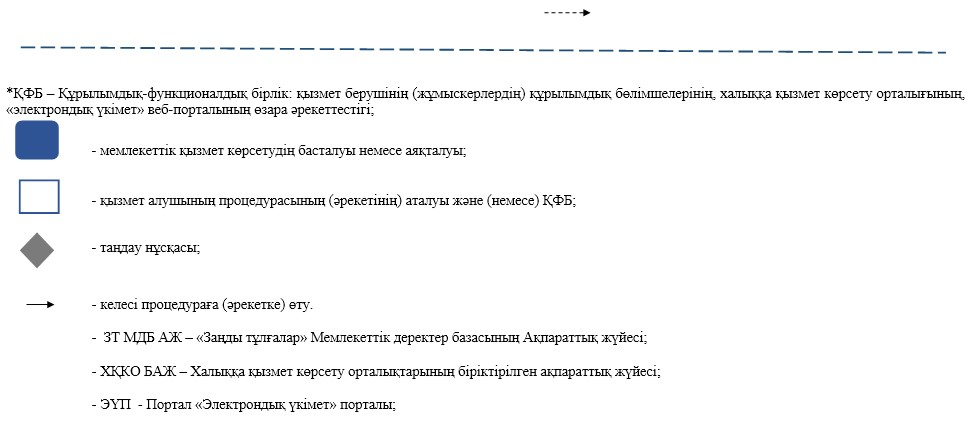 *ҚФБ – Құрылымдық-функционалдық бірлік: қызмет берушінің (жұмыскерлердің) құрылымдық бөлімшелерінің, халыққа қызмет көрсету орталығының,
«электрондық үкімет» веб-порталының өзара әрекеттестігі;
- мемлекеттік қызмет көрсетудің басталуы немесе аяқталуы;
- қызмет алушының процедурасының (әрекетінің) аталуы және (немесе) ҚФБ;
- таңдау нұсқасы;
- келесі процедураға (әрекетке) өту.
- ЗТ МДБ АЖ – «Заңды тұлғалар» Мемлекеттік деректер базасының Ақпараттық жүйесі;
- ХҚКО БАЖ – Халыққа қызмет көрсету орталықтарының біріктірілген ақпараттық жүйесі;
- ЭҮП - Портал «Электрондық үкімет» порталы;